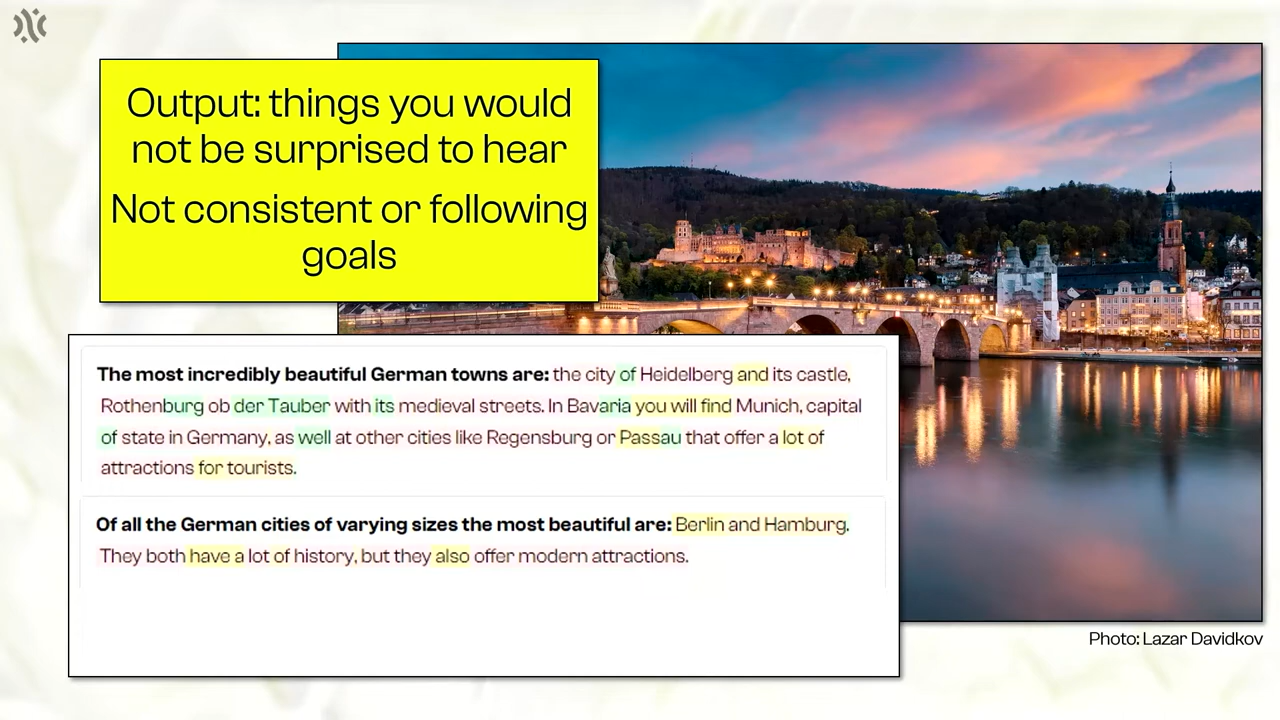 Output: things you would
not be surprised to hear
Not consistent or following
goals
The most incredibly beautiful German towns are: the city of Heidelberg and its castle,
Rothenburg ob der Tauber with its medieval streets. In Bavaria you will find Munich, capital
of state in Germany, as well at other cities like Regensburg or Passau that offer a lot of
attractions for tourists.
Of all the German cities of varying sizes the most beautiful are: Berlin and Hamburg.
They both have a lot of history, but they also offer modern attractions.
Photo: Lazar Davidkov